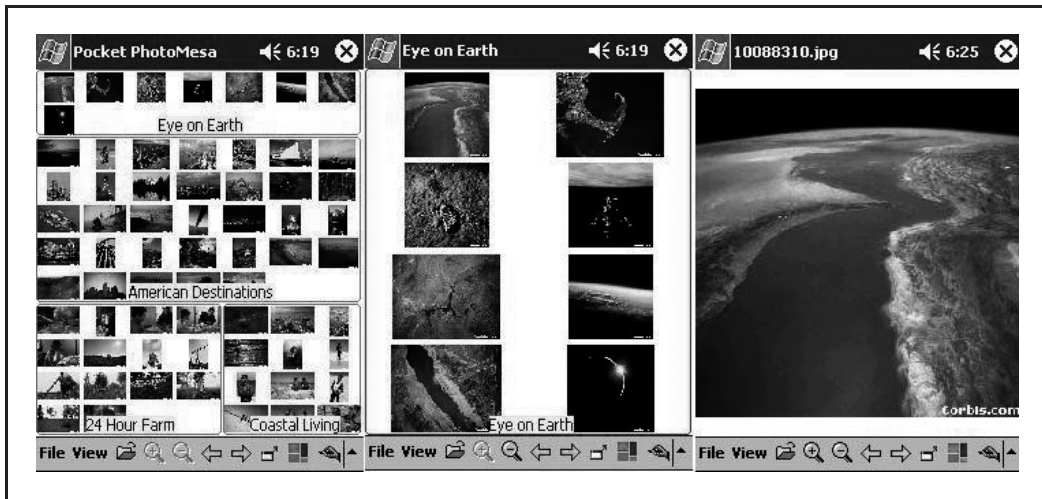 Pocket PhotoMesa 6:19
Eye on Earth
American Destinations
24 Hour Farm
Coastal Living
File View
Eye on Earth 6:19
Eye on Earth
File View
10088310.jpg 6:25
Corbis.com
File View